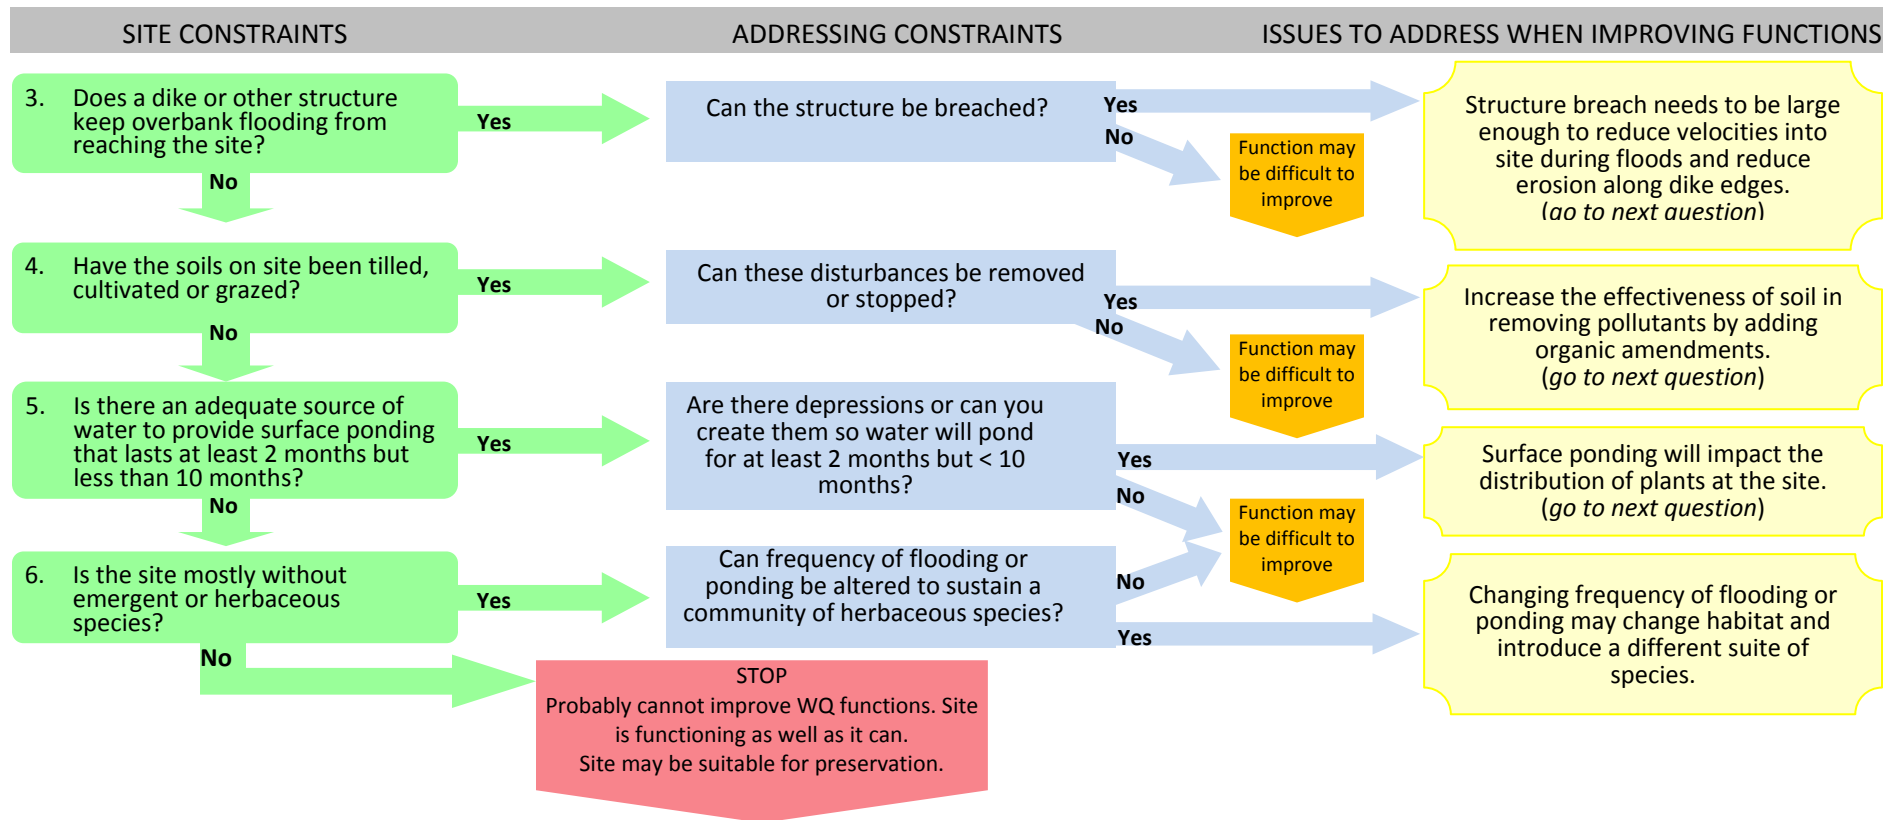 SITE CONSTRAINTS
ADDRESSING CONSTRAINTS
ISSUES TO ADDRESS WHEN IMPROVING FUNCTIONS
3. Does a dike or other structure
keep overbank flooding from
reaching the site?
Yes
No
Can the structure be breached?
Yes
No
Function may
be difficult to
improve
Structure breach needs to be large
enough to reduce velocities into
site during floods and reduce
erosion along dike edges.
(go to next question)
4. Have the soils on site been tilled,
cultivated or grazed?
Yes
No
Can these disturbances be removed
or stopped?
Yes
No
Function may
be difficult to
improve
Increase the effectiveness of soil in
removing pollutants by adding
organic amendments.
(go to next question)
5. Is there an adequate source of
water to provide surface ponding
that lasts at least 2 months but
less than 10 months?
Yes
No
Are there depressions or can you
create them so water will pond
for at least 2 months but < 10
months?
Yes
No
Function may
be difficult to
improve
Surface ponding will impact the
distribution of plants at the site.
(go to next question)
6. Is the site mostly without
emergent or herbaceous
species?
Yes
No
Can frequency of flooding or
ponding be altered to sustain a
community of herbaceous species?
No
Yes
Changing frequency of flooding or
ponding may change habitat and
introduce a different suite of
species.
STOP
Probably cannot improve WQ functions. Site
is functioning as well as it can.
Site may be suitable for preservation.